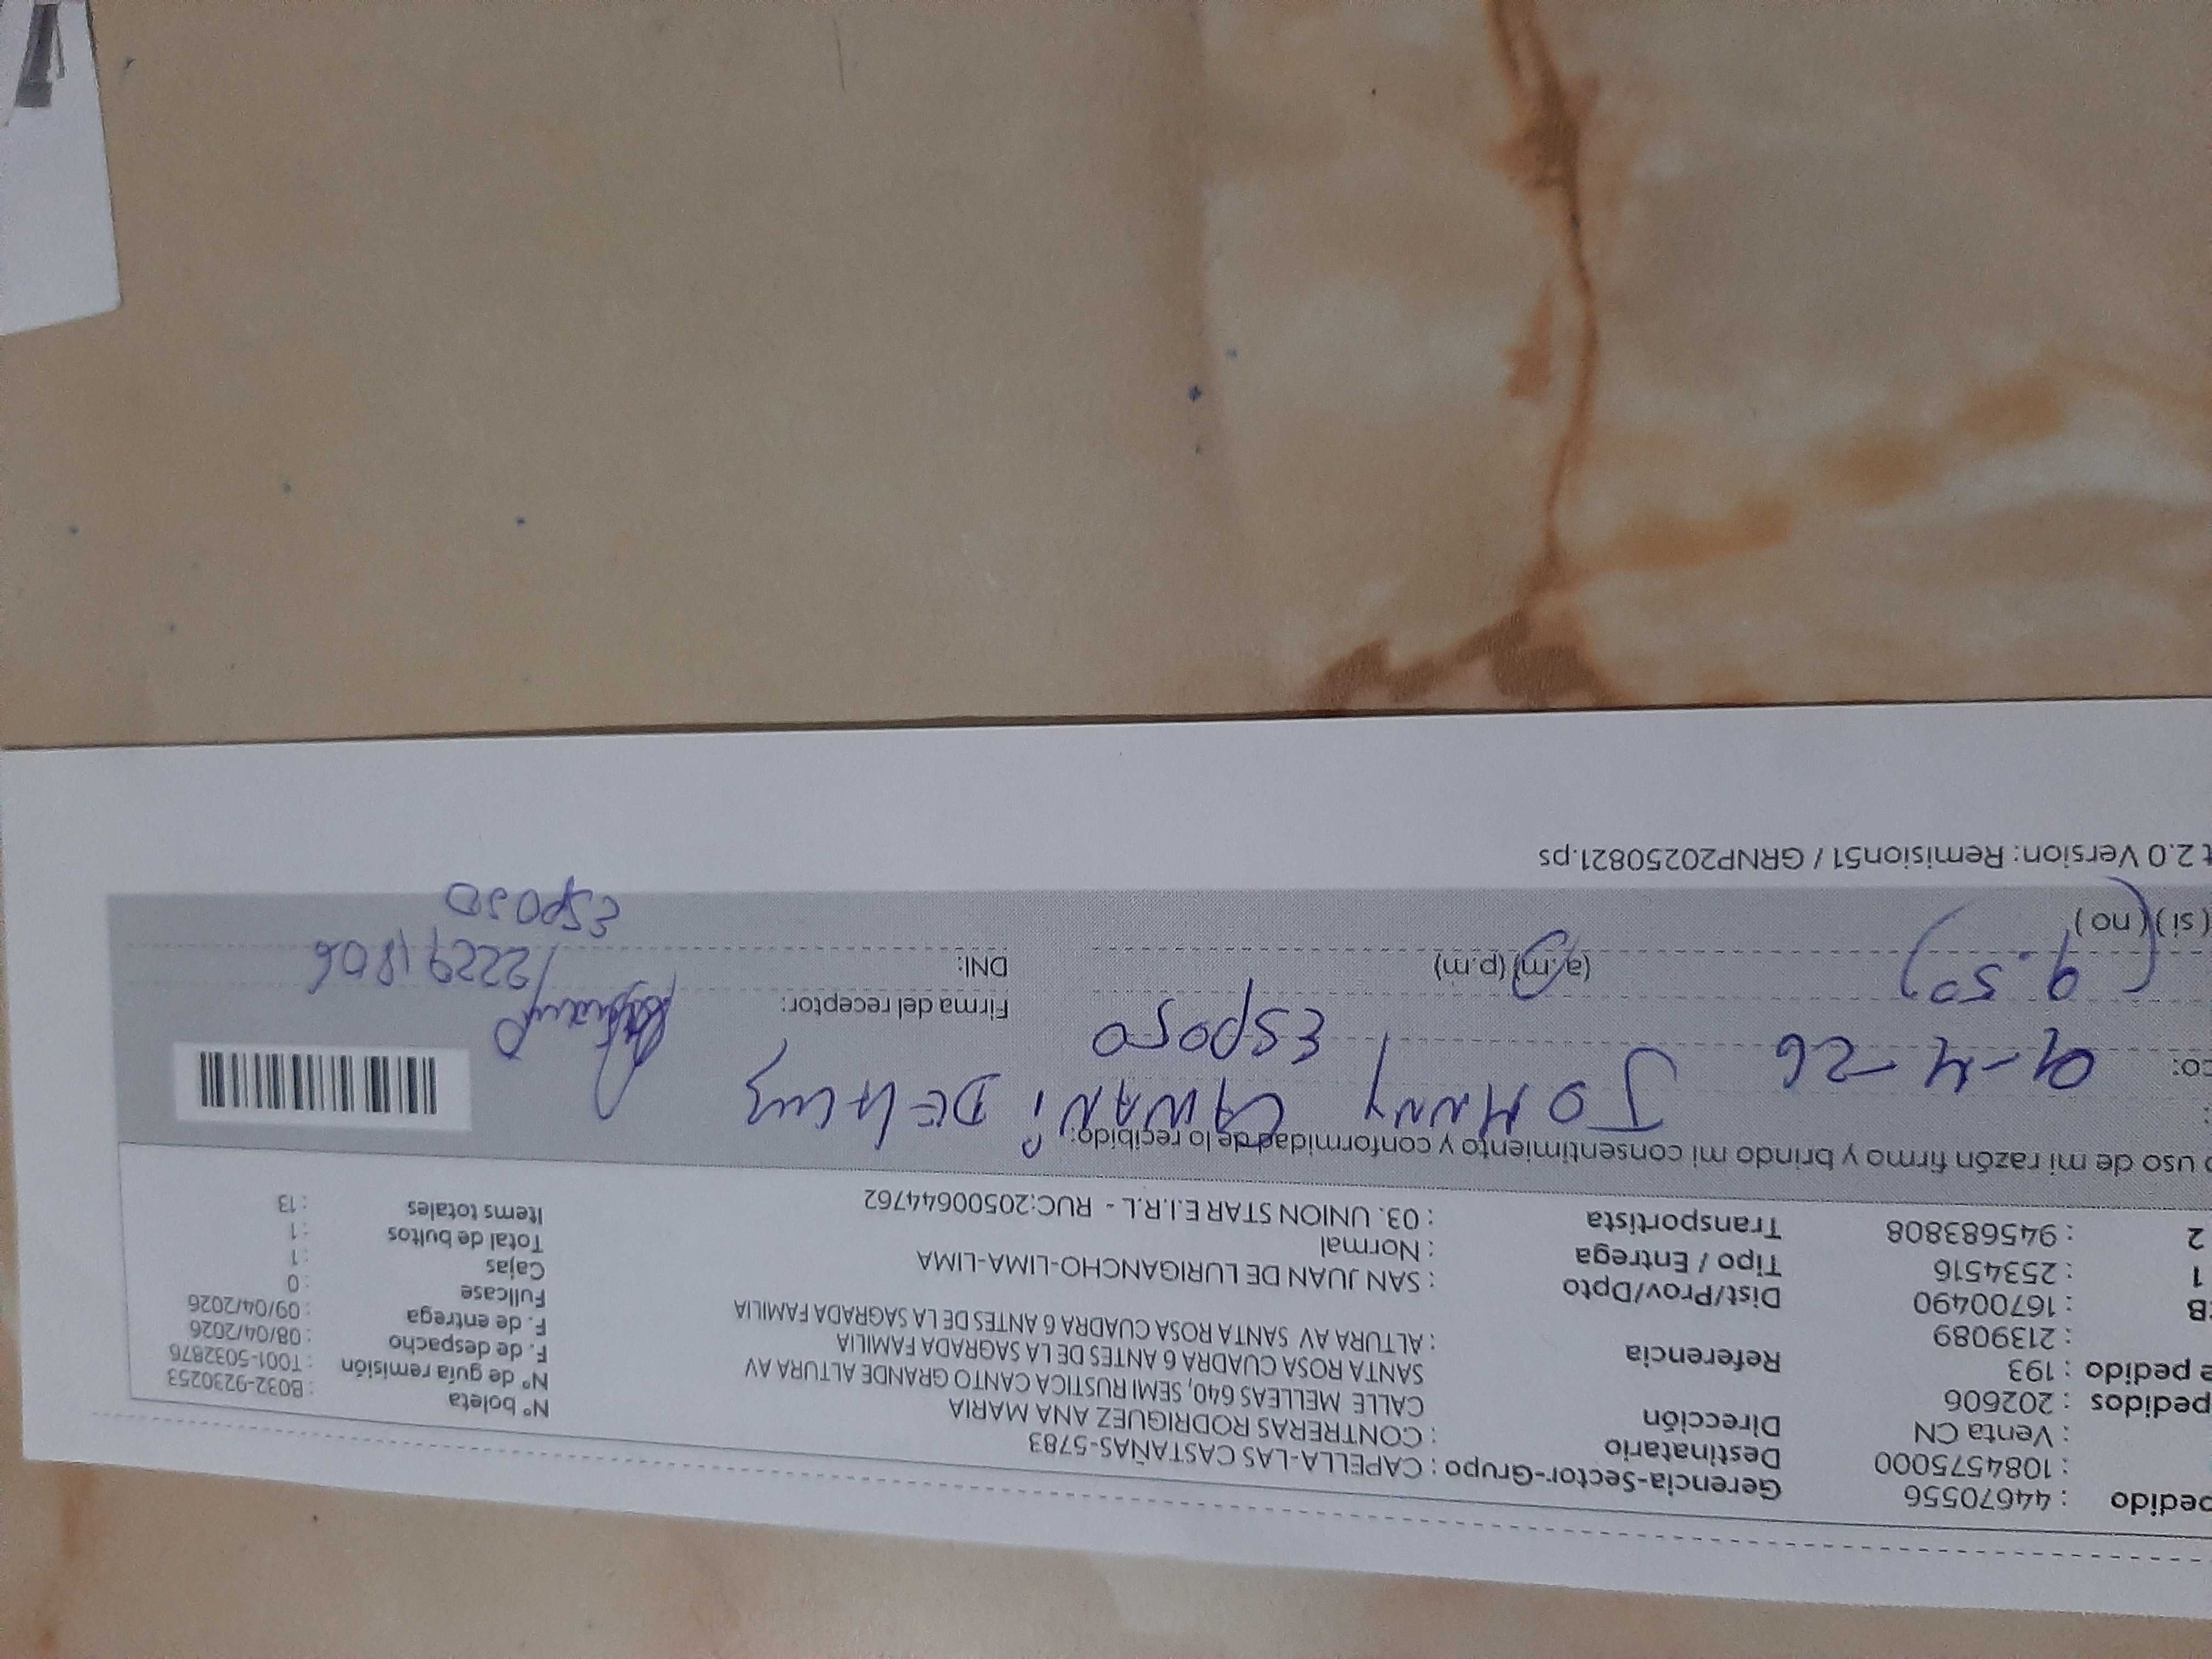 pedido : 44670556 Gerencia-Sector-Grupo : CAPELLA-LAS CASTAÑAS-5783
: 1084575000 Destinatario : CONTRERAS RODRIGUEZ ANA MARIA Nº boleta : B032-9230253
: Venta CN Dirección CALLE MELLEAS 640, SEMI RUSTICA CANTO GRANDE ALTURA AV Nº de guía remisión : T001-5032876
pedidos : 202606 SANTA ROSA CUADRA 6 ANTES DE LA SAGRADA FAMILIA F. de despacho : 08/04/2026
e pedido : 193 Referencia : ALTURA AV SANTA ROSA CUADRA 6 ANTES DE LA SAGRADA FAMILIA F. de entrega : 09/04/2026
: 2139089 Fullcase : 0
B : 16700490 Dist/Prov/Dpto : SAN JUAN DE LURIGANCHO-LIMA-LIMA Cajas : 1
1 : 2534516 Tipo / Entrega : Normal Total de bultos : 1
2 : 945683808 Transportista : 03. UNION STAR E.I.R.L - RUC:20500644762 Items totales : 13
o uso de mi razón firmo y brindo mi consentimiento y conformidad de lo recibido:
JOHNNY DE LA CRUZ
co: 9-4-26 ESPOSO
9.50 (a.m) (p.m) Firma del receptor:
DNI:
(si) (no) ESPOSO
t 2.0 Version: Remision51 / GRNP20250821.ps